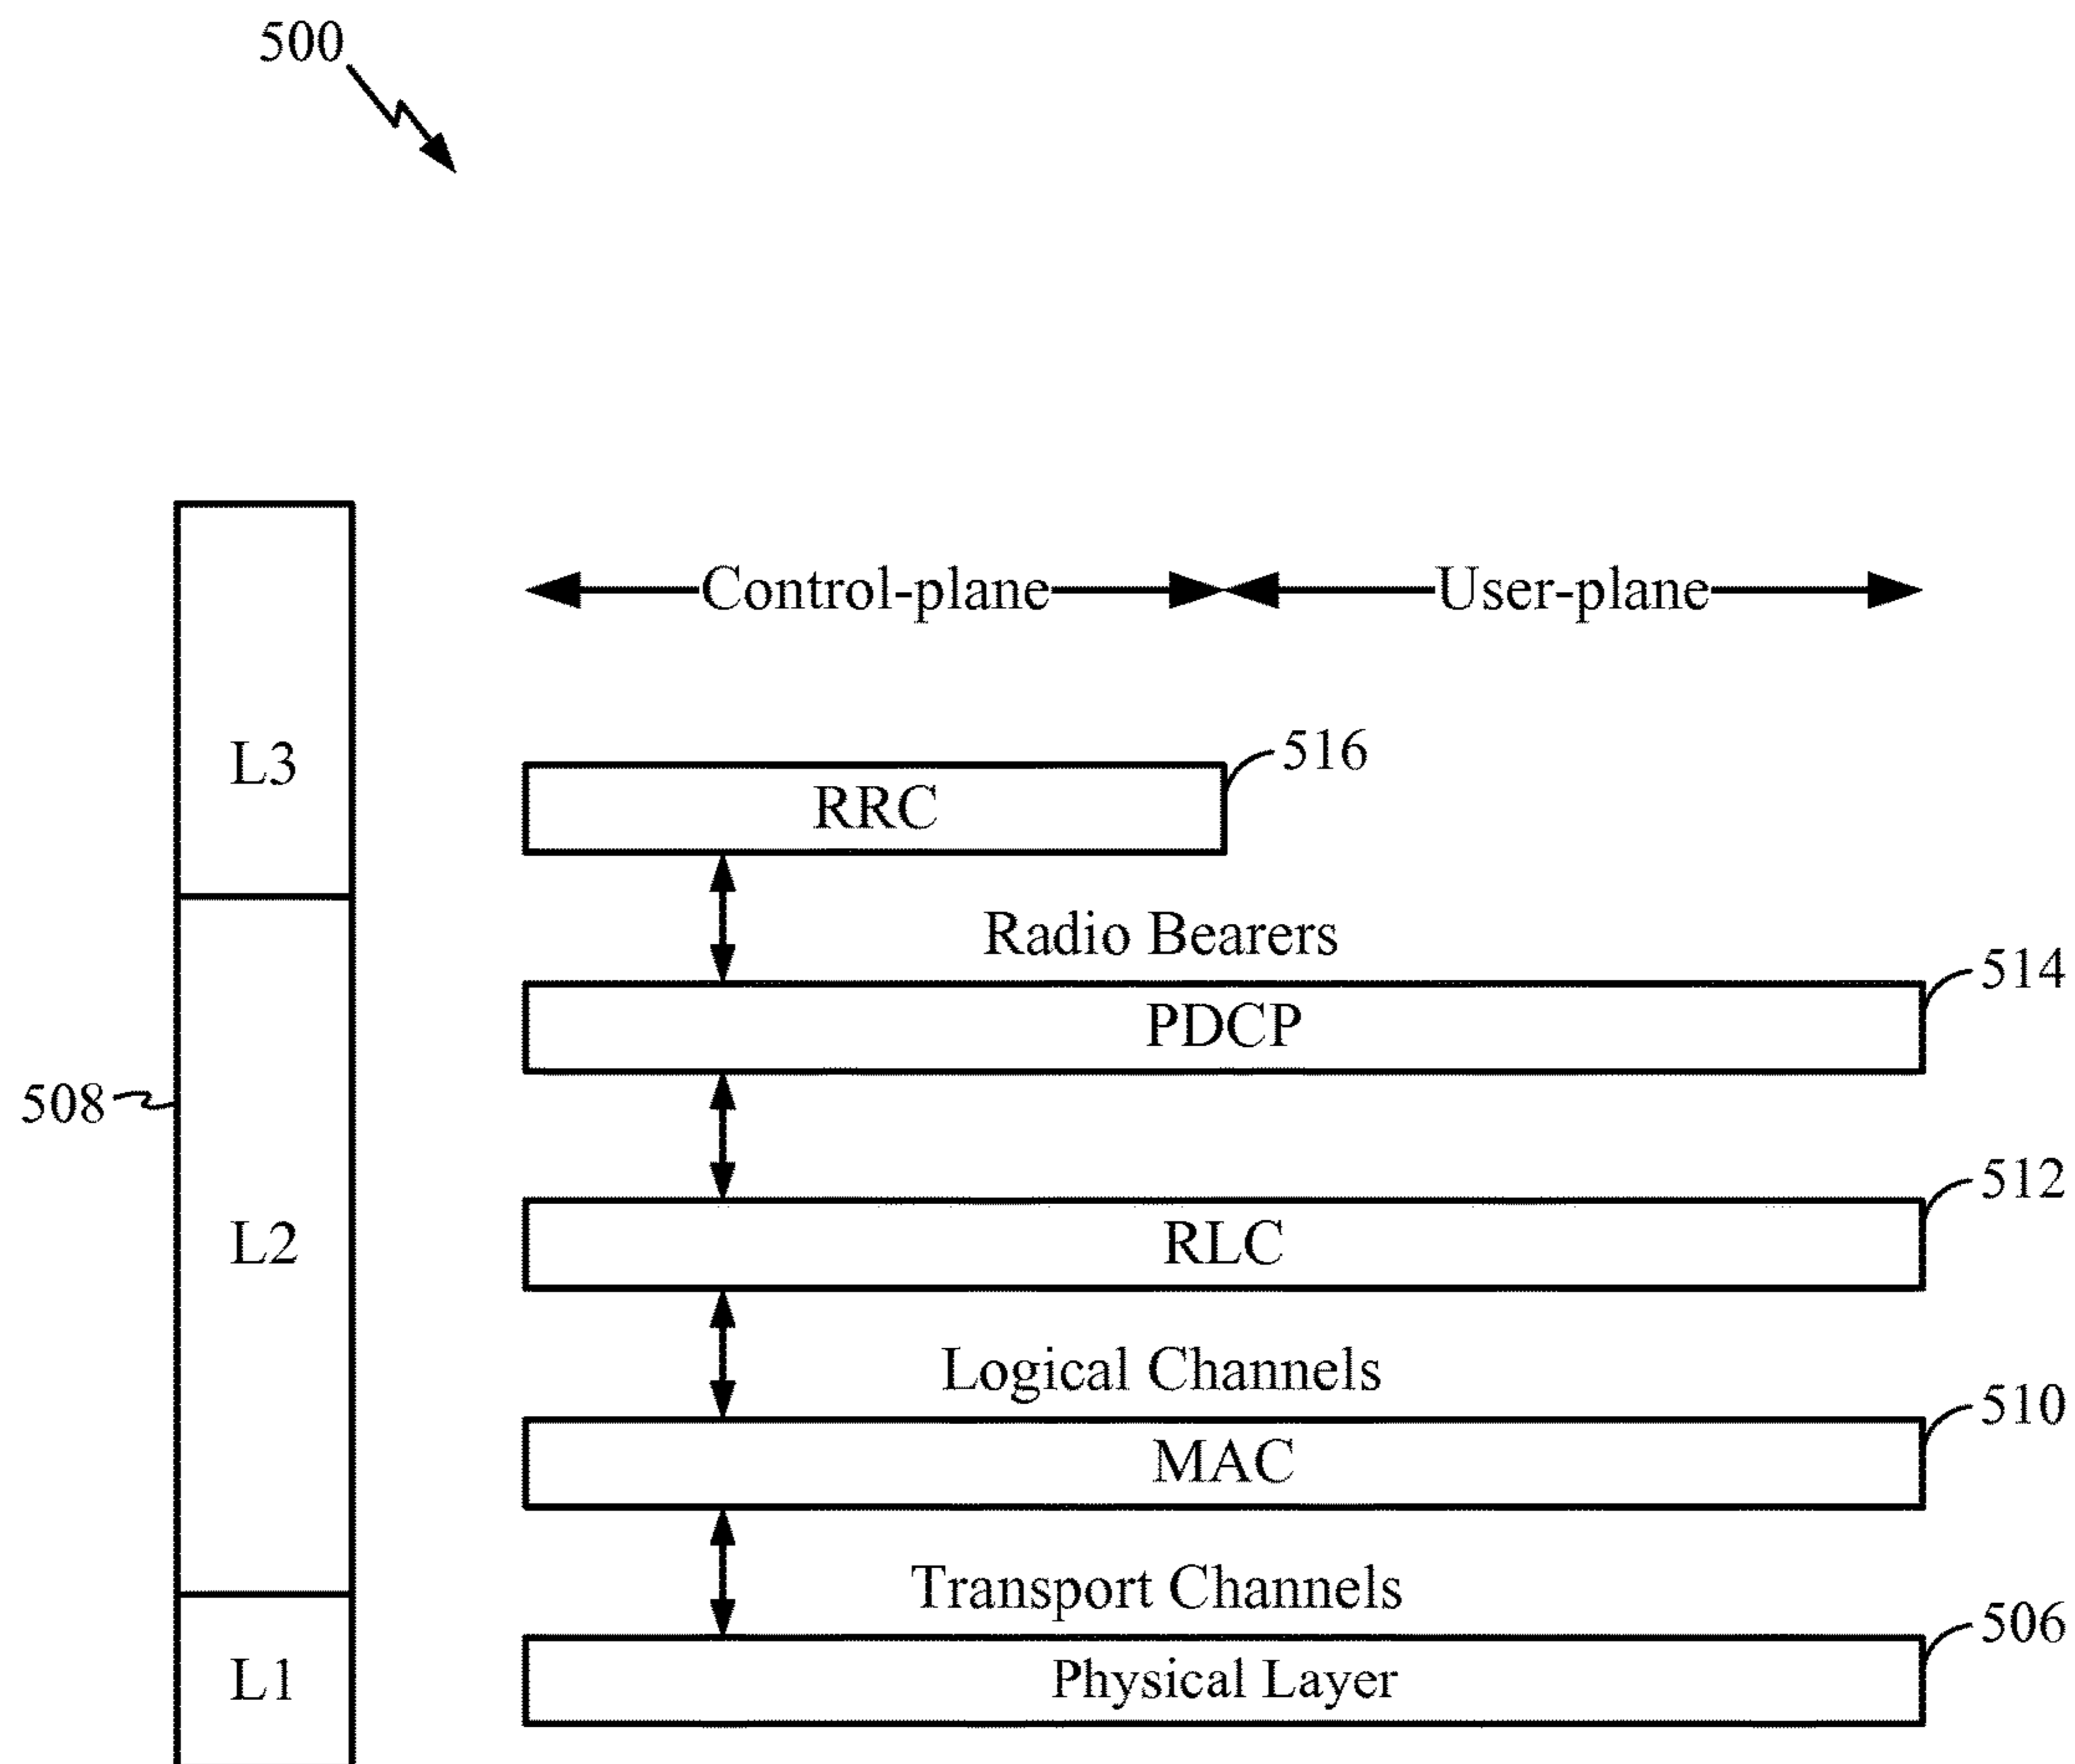 500
Control-plane
User-plane
L3
516
RRC
Radio Bearers
514
PDCP
508
512
L2
RLC
Logical Channels
510
MAC
Transport Channels
506
L1
Physical Layer